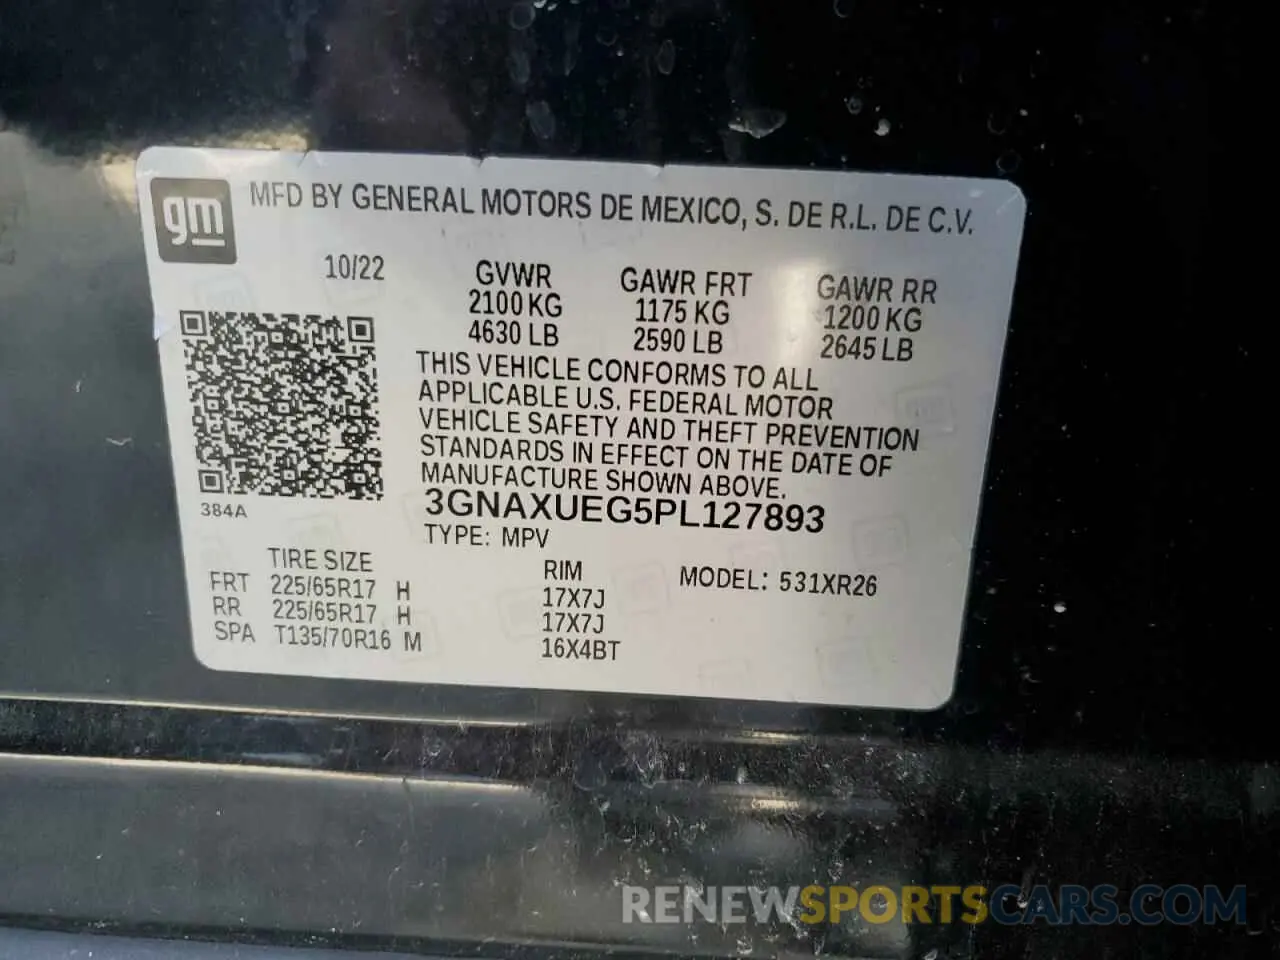 gm MFD BY GENERAL MOTORS DE MEXICO, S. DE R.L. DE C.V.
10/22 GVWR GAWR FRT GAWR RR
2100 KG 1175 KG 1200 KG
4630 LB 2590 LB 2645 LB
THIS VEHICLE CONFORMS TO ALL
APPLICABLE U.S. FEDERAL MOTOR
VEHICLE SAFETY AND THEFT PREVENTION
STANDARDS IN EFFECT ON THE DATE OF
MANUFACTURE SHOWN ABOVE.
384A 3GNAXUEG5PL127893
TYPE: MPV
TIRE SIZE RIM MODEL: 531XR26
FRT 225/65R17 H 17X7J
RR 225/65R17 H 17X7J
SPA T135/70R16 M 16X4BT
RENEWSPORTSCARS.COM